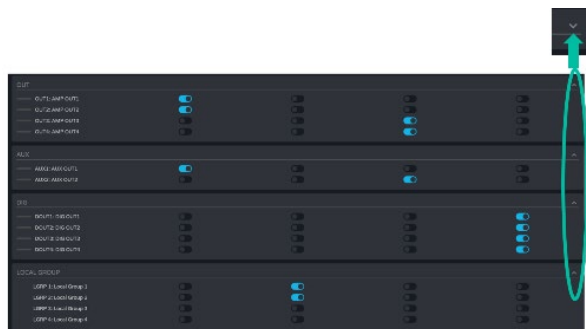 OUT
OUT1: AMP OUT1
OUT2: AMP OUT2
OUT3: AMP OUT3
OUT4: AMP OUT4
AUX
AUX1: AUX OUT1
AUX2: AUX OUT2
DIG
DOUT1: DIG OUT1
DOUT2: DIG OUT2
DOUT3: DIG OUT3
DOUT4: DIG OUT4
LOCAL GROUP
LGRP 1: Local Group 1
LGRP 2: Local Group 2
LGRP 3: Local Group 3
LGRP 4: Local Group 4